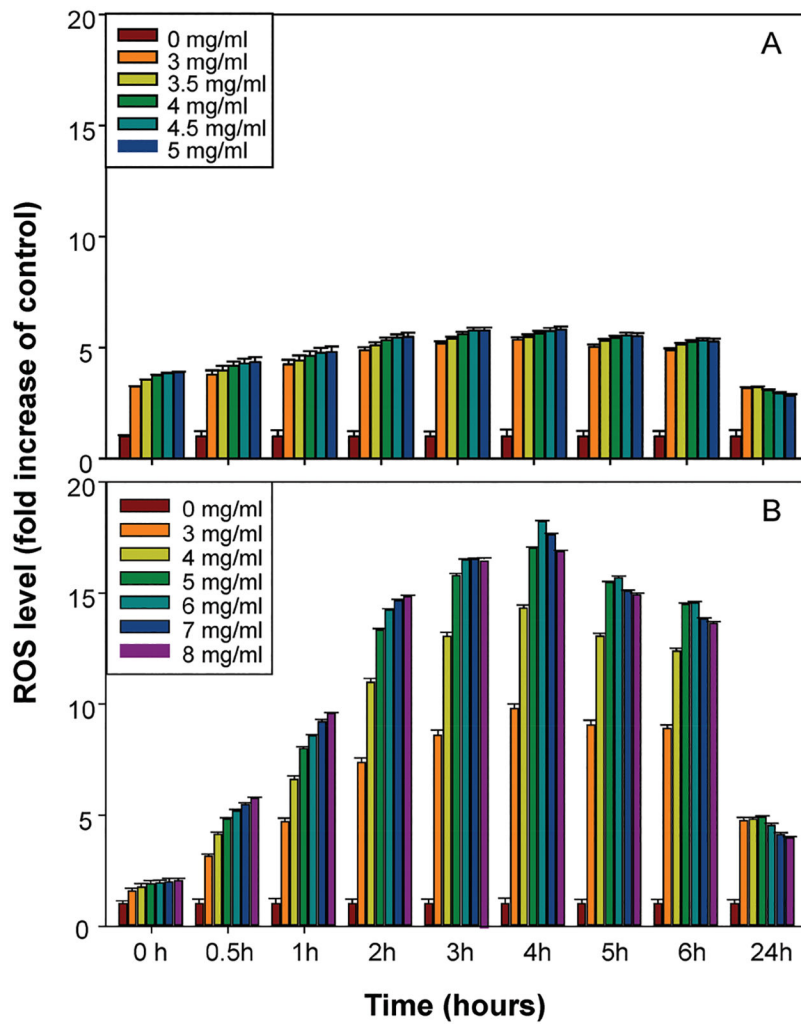 20
15
10
5
0
0 mg/ml
3 mg/ml
3.5 mg/ml
4 mg/ml
4.5 mg/ml
5 mg/ml
A
ROS level (fold increase of control)
20
15
10
5
0
0 mg/ml
3 mg/ml
4 mg/ml
5 mg/ml
6 mg/ml
7 mg/ml
8 mg/ml
B
0 h 0.5h 1h 2h 3h 4h 5h 6h 24h
Time (hours)